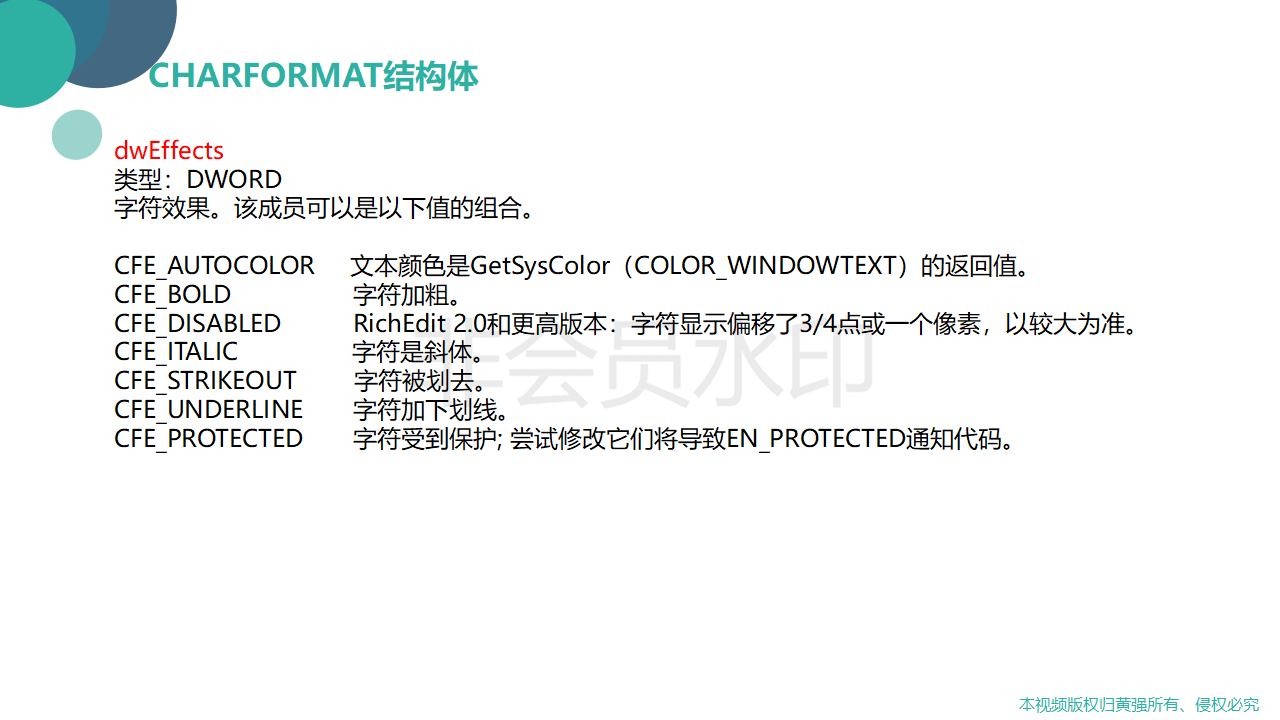 CHARFORMAT结构体
dwEffects
类型：DWORD
字符效果。该成员可以是以下值的组合。
CFE_AUTOCOLOR 文本颜色是GetSysColor（COLOR_WINDOWTEXT）的返回值。
CFE_BOLD 字符加粗。
CFE_DISABLED RichEdit 2.0和更高版本：字符显示偏移了3/4点或一个像素，以较大为准。
CFE_ITALIC 字符是斜体。
CFE_STRIKEOUT 字符被划去。
CFE_UNDERLINE 字符加下划线。
CFE_PROTECTED 字符受到保护; 尝试修改它们将导致EN_PROTECTED通知代码。
非会员水印
本视频版权归黄强所有、侵权必究